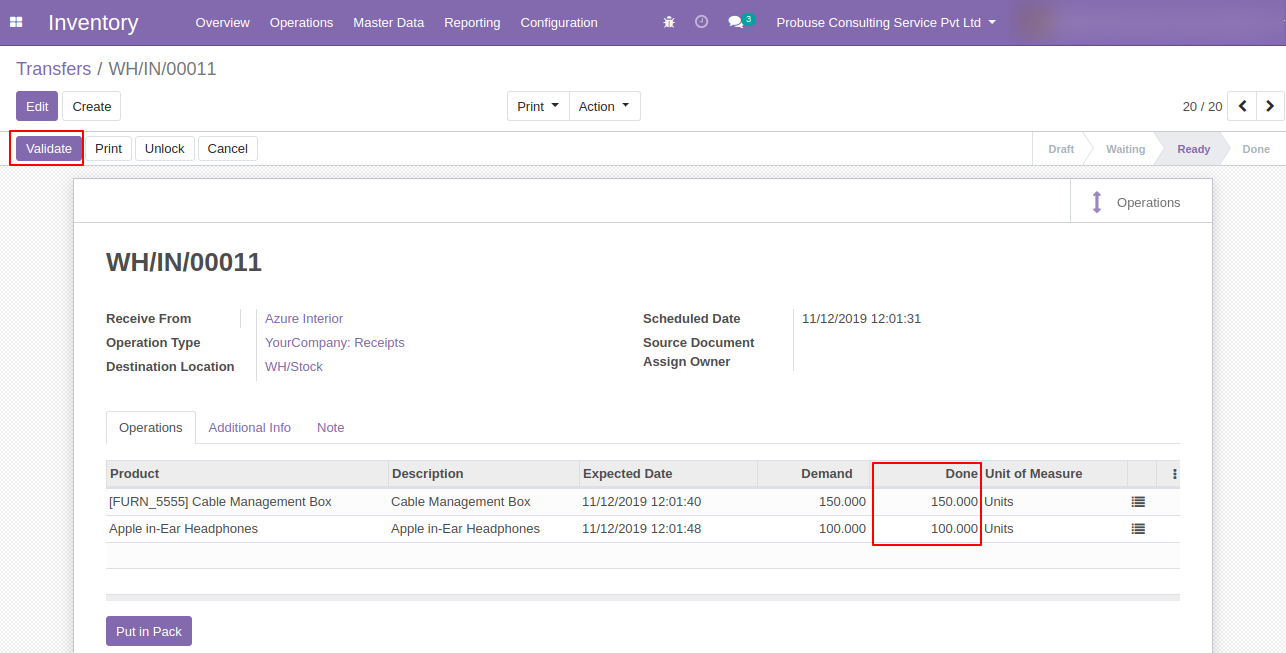 Inventory Overview Operations Master Data Reporting Configuration 3 Probuse Consulting Service Pvt Ltd
Transfers / WH/IN/00011
Edit Create Print Action 20 / 20
Validate Print Unlock Cancel Draft Waiting Ready Done
Operations
WH/IN/00011
Receive From Azure Interior Scheduled Date 11/12/2019 12:01:31
Operation Type YourCompany: Receipts Source Document
Destination Location WH/Stock Assign Owner
Operations Additional Info Note
Product Description Expected Date Demand Done Unit of Measure
[FURN_5555] Cable Management Box Cable Management Box 11/12/2019 12:01:40 150.000 150.000 Units
Apple in-Ear Headphones Apple in-Ear Headphones 11/12/2019 12:01:48 100.000 100.000 Units
Put in Pack